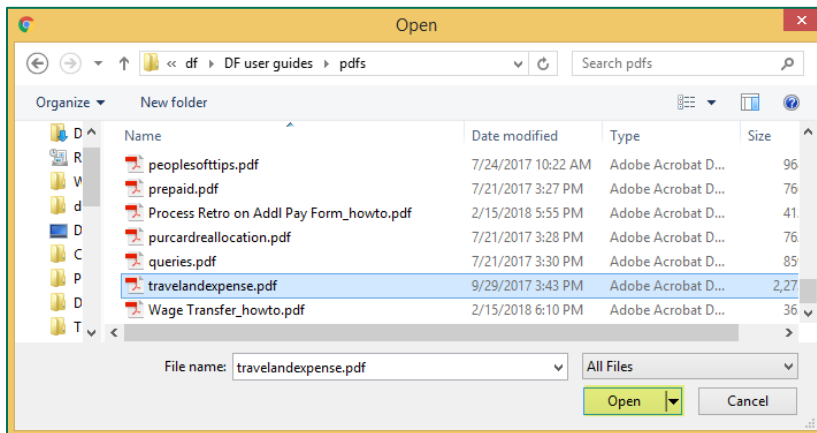 Open
« df DF user guides pdfs Search pdfs
Organize New folder
Name Date modified Type Size
D
R
W
d
D
C
P
D
T
peoplesofttips.pdf 7/24/2017 10:22 AM Adobe Acrobat D... 96
prepaid.pdf 7/21/2017 3:27 PM Adobe Acrobat D... 76
Process Retro on Addl Pay Form_howto.pdf 2/15/2018 5:55 PM Adobe Acrobat D... 41
purcardreallocation.pdf 7/21/2017 3:28 PM Adobe Acrobat D... 76
queries.pdf 7/21/2017 3:30 PM Adobe Acrobat D... 85
travelandexpense.pdf 9/29/2017 3:43 PM Adobe Acrobat D... 2,27
Wage Transfer_howto.pdf 2/15/2018 6:10 PM Adobe Acrobat D... 36
File name: travelandexpense.pdf All Files
Open Cancel